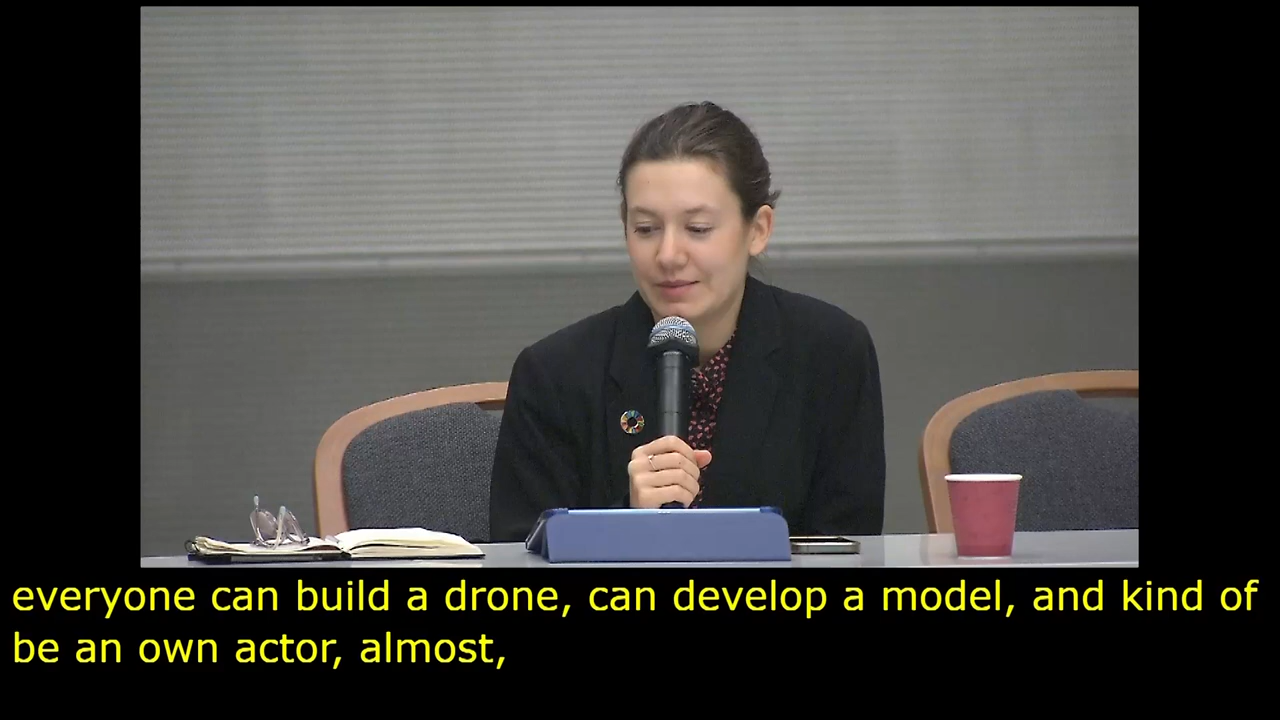 everyone can build a drone, can develop a model, and kind of
be an own actor, almost,